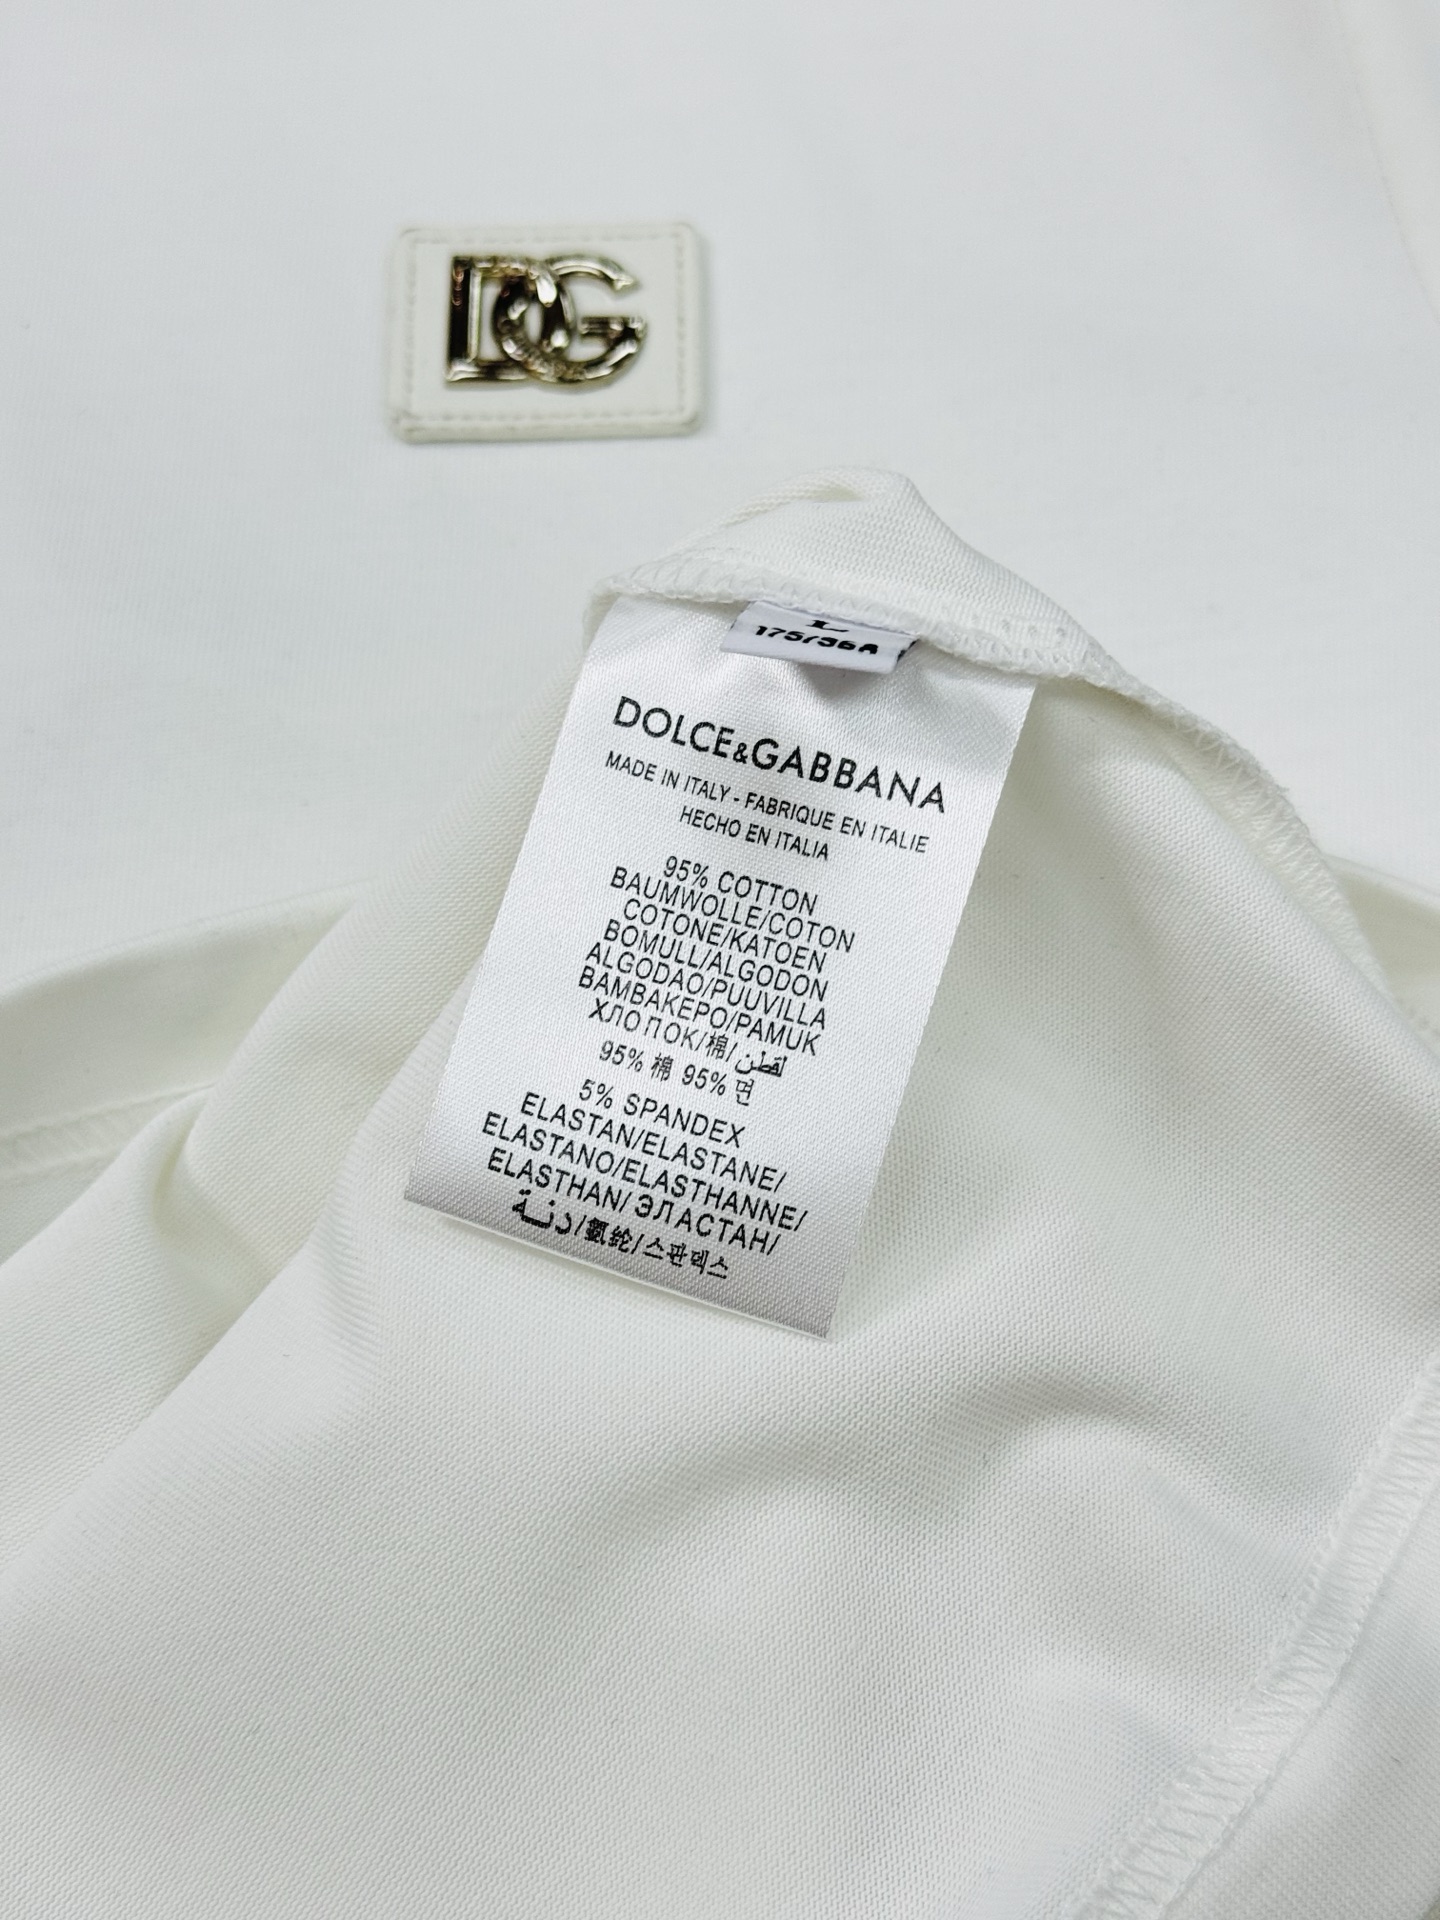 DG
L
175/96A
DOLCE&GABBANA
MADE IN ITALY - FABRIQUE EN ITALIE
HECHO EN ITALIA
95% COTTON
BAUMWOLLE/COTON
COTONE/KATOEN
BOMULL/ALGODON
ALGODAO/PUUVILLA
BAMBAKEPO/PAMUK
ХЛОПОК/棉/لقطن
95% 棉 95% 면
5% SPANDEX
ELASTAN/ELASTANE/
ELASTANO/ELASTHANNE/
ELASTHAN/ ЭЛАСТАН/
氨纶/스판덱스